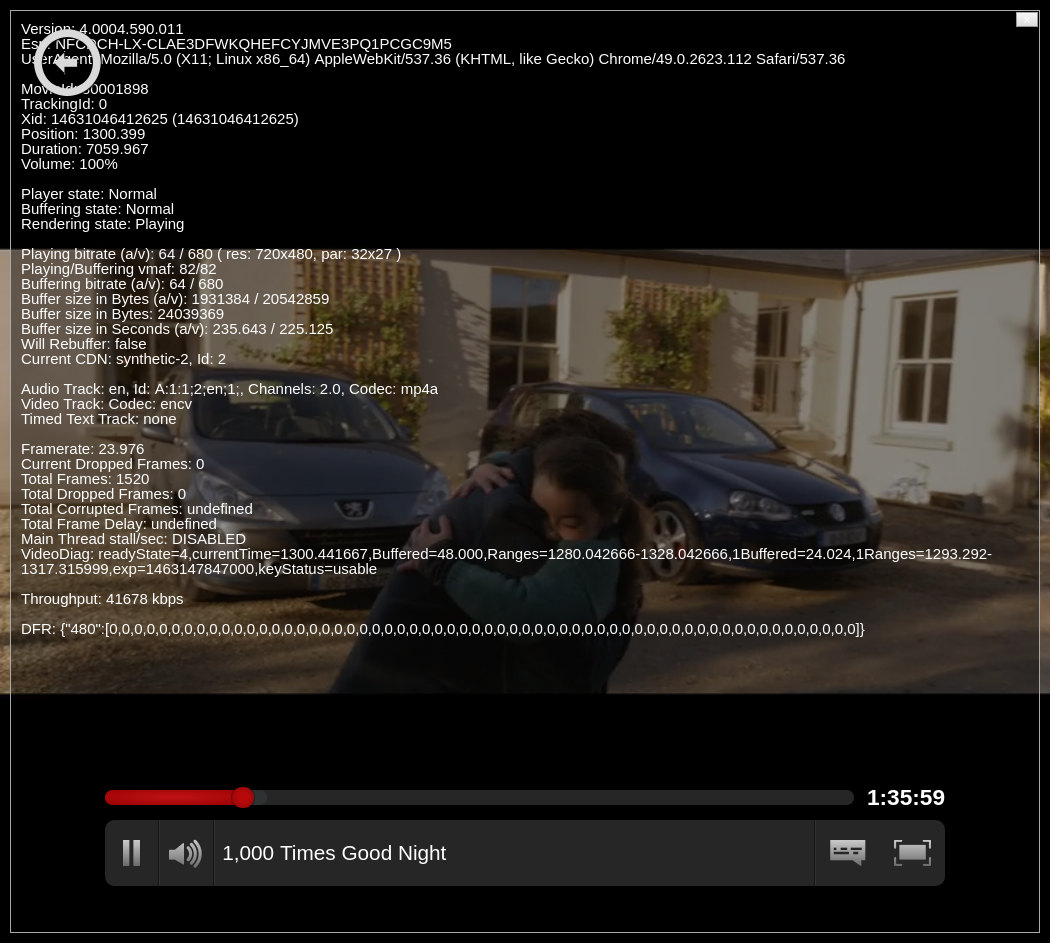 Version: 4.0004.590.011
Esn: NFCDCH-LX-CLAE3DFWKQHEFCYJMVE3PQ1PCGC9M5
UserAgent: Mozilla/5.0 (X11; Linux x86_64) AppleWebKit/537.36 (KHTML, like Gecko) Chrome/49.0.2623.112 Safari/537.36
MovieId: 80001898
TrackingId: 0
Xid: 14631046412625 (14631046412625)
Position: 1300.399
Duration: 7059.967
Volume: 100%
Player state: Normal
Buffering state: Normal
Rendering state: Playing
Playing bitrate (a/v): 64 / 680 ( res: 720x480, par: 32x27 )
Playing/Buffering vmaf: 82/82
Buffering bitrate (a/v): 64 / 680
Buffer size in Bytes (a/v): 1931384 / 20542859
Buffer size in Bytes: 24039369
Buffer size in Seconds (a/v): 235.643 / 225.125
Will Rebuffer: false
Current CDN: synthetic-2, Id: 2
Audio Track: en, Id: A:1:1;2;en;1;, Channels: 2.0, Codec: mp4a
Video Track: Codec: encv
Timed Text Track: none
Framerate: 23.976
Current Dropped Frames: 0
Total Frames: 1520
Total Dropped Frames: 0
Total Corrupted Frames: undefined
Total Frame Delay: undefined
Main Thread stall/sec: DISABLED
VideoDiag: readyState=4,currentTime=1300.441667,Buffered=48.000,Ranges=1280.042666-1328.042666,1Buffered=24.024,1Ranges=1293.292-
1317.315999,exp=1463147847000,keyStatus=usable
Throughput: 41678 kbps
DFR: {"480":[0,0,0,0,0,0,0,0,0,0,0,0,0,0,0,0,0,0,0,0,0,0,0,0,0,0,0,0,0,0,0,0,0,0,0,0,0,0,0,0,0,0,0,0,0,0,0,0,0,0,0,0,0,0,0,0,0,0,0,0]}
1:35:59
1,000 Times Good Night